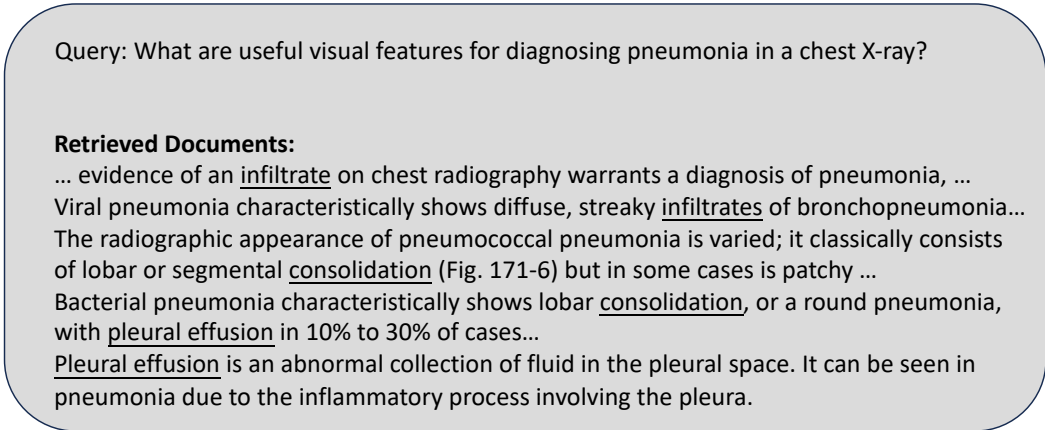 Query: What are useful visual features for diagnosing pneumonia in a chest X-ray?
Retrieved Documents:
... evidence of an infiltrate on chest radiography warrants a diagnosis of pneumonia, ...
Viral pneumonia characteristically shows diffuse, streaky infiltrates of bronchopneumonia...
The radiographic appearance of pneumococcal pneumonia is varied; it classically consists
of lobar or segmental consolidation (Fig. 171-6) but in some cases is patchy ...
Bacterial pneumonia characteristically shows lobar consolidation, or a round pneumonia,
with pleural effusion in 10% to 30% of cases...
Pleural effusion is an abnormal collection of fluid in the pleural space. It can be seen in
pneumonia due to the inflammatory process involving the pleura.